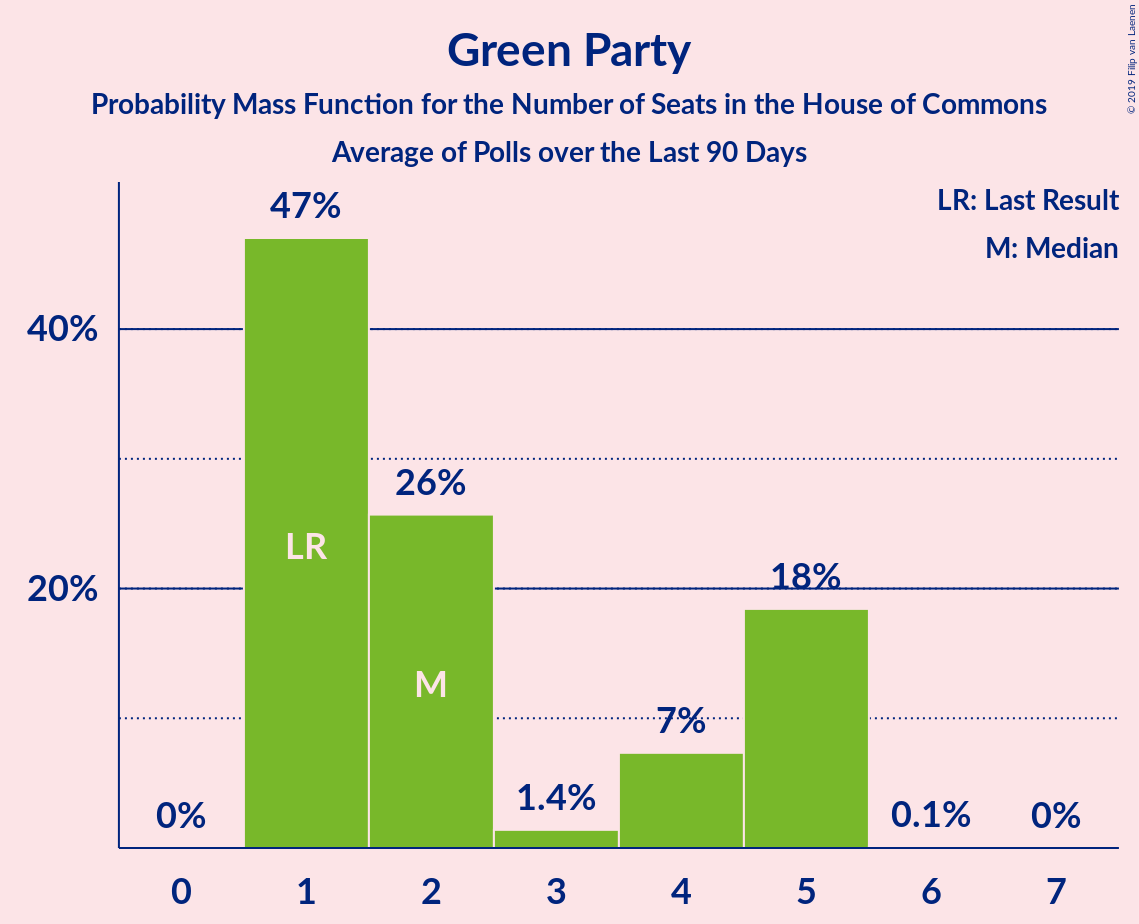 Green Party
Probability Mass Function for the Number of Seats in the House of Commons
Average of Polls over the Last 90 Days
© 2019 Filip van Laenen
LR: Last Result
M: Median
47%
40%
26%
LR
18%
20%
M
7%
1.4%
0%
0.1%
0%
0 1 2 3 4 5 6 7